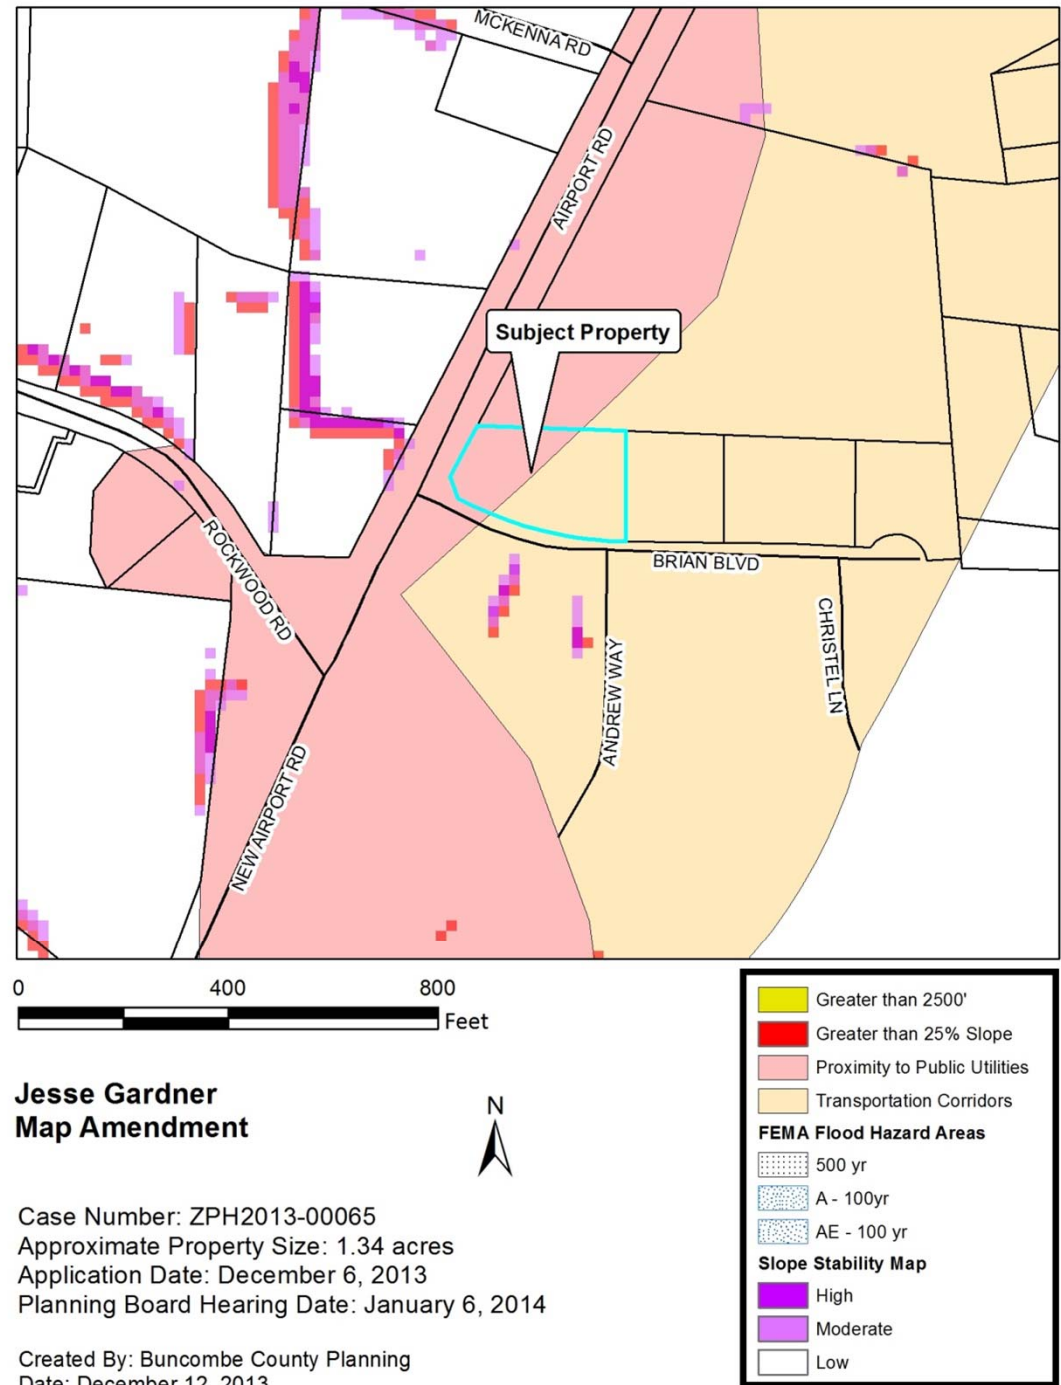 MCKENNA RD
AIRPORT RD
Subject Property
ROCKWOOD RD
BRIAN BLVD
ANDREW WAY
CHRISTEL LN
NEW AIRPORT RD
0 400 800
Feet
Jesse Gardner
Map Amendment
N
Case Number: ZPH2013-00065
Approximate Property Size: 1.34 acres
Application Date: December 6, 2013
Planning Board Hearing Date: January 6, 2014
Created By: Buncombe County Planning
Date: December 12, 2013
Greater than 2500'
Greater than 25% Slope
Proximity to Public Utilities
Transportation Corridors
FEMA Flood Hazard Areas
500 yr
A - 100yr
AE - 100 yr
Slope Stability Map
High
Moderate
Low